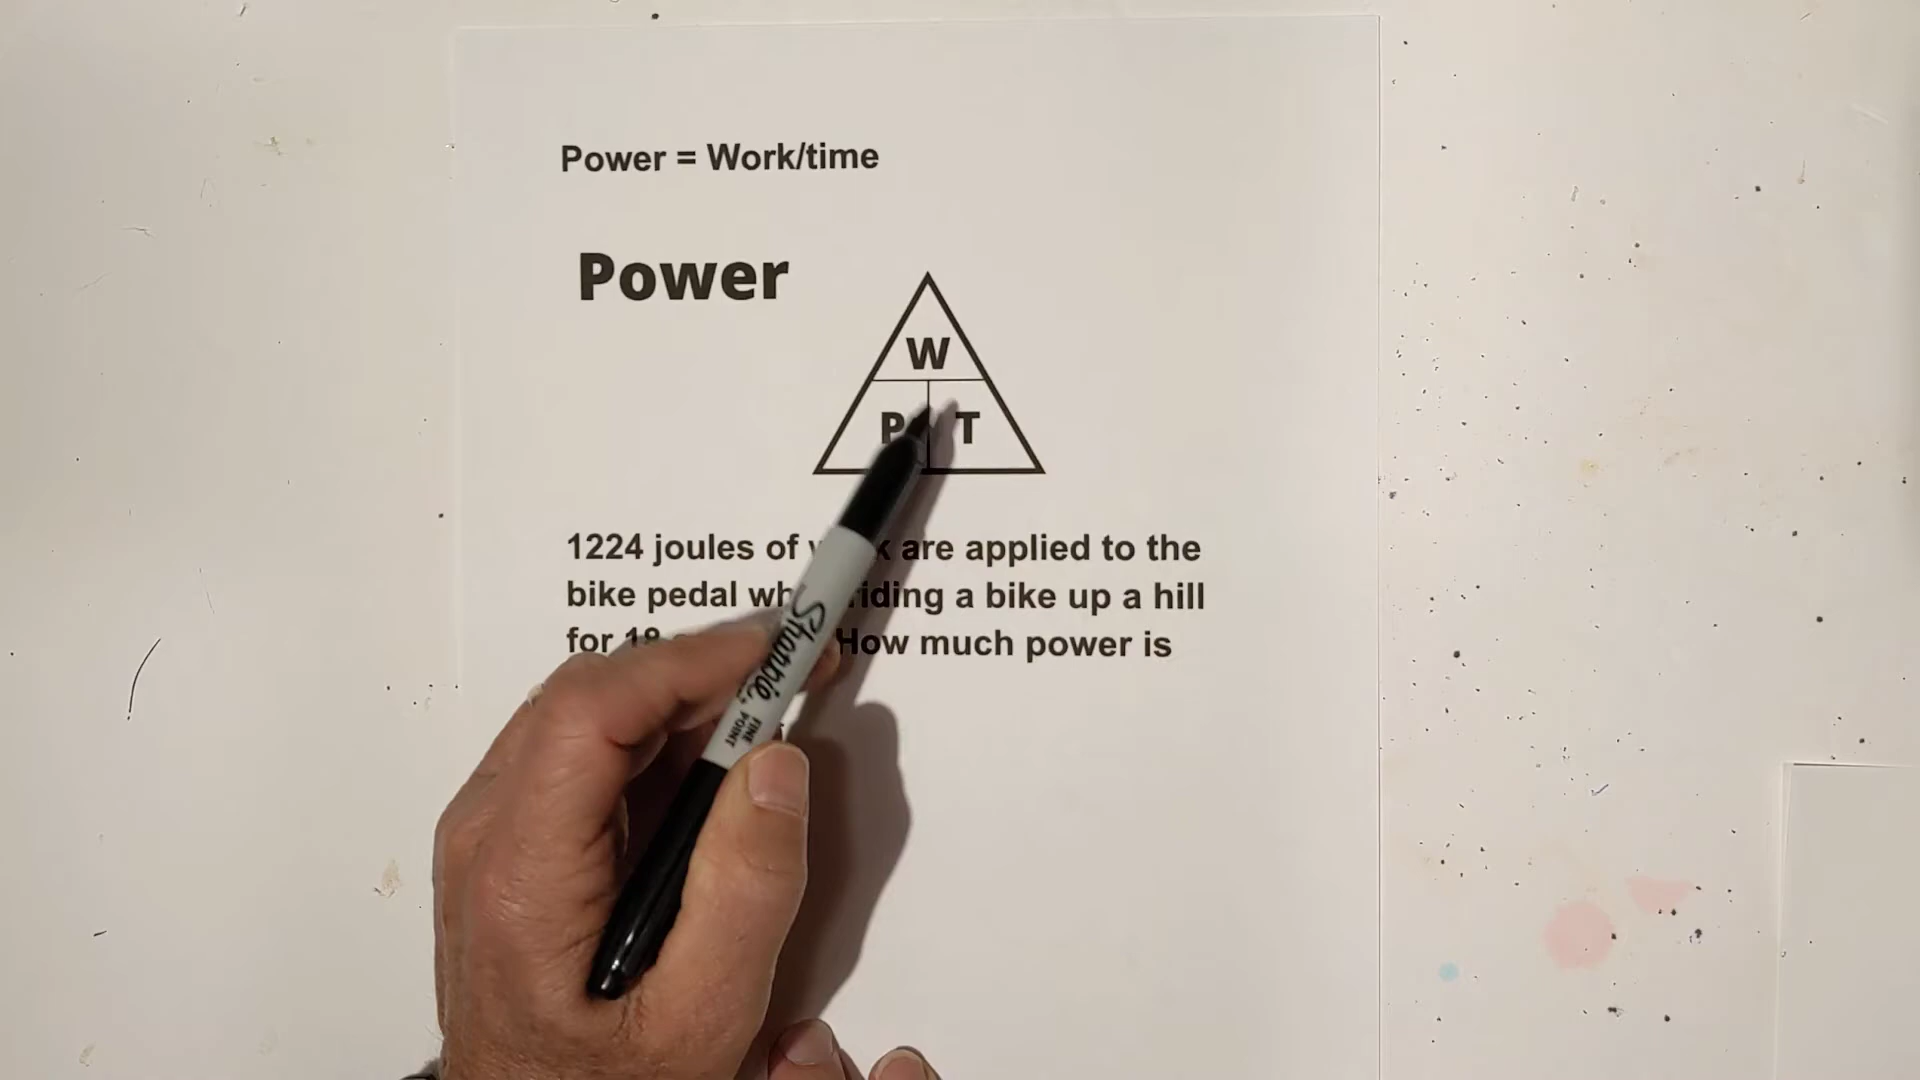 Power = Work/time
Power
W
P T
1224 joules of are applied to the
bike pedal riding a bike up a hill
for 18 How much power is
Sharpie
FINE
POINT